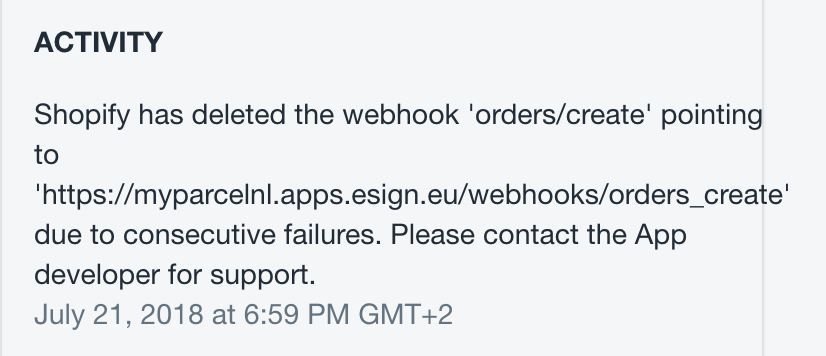 ACTIVITY
Shopify has deleted the webhook 'orders/create' pointing
to
'https://myparcelnl.apps.esign.eu/webhooks/orders_create'
due to consecutive failures. Please contact the App
developer for support.
July 21, 2018 at 6:59 PM GMT+2